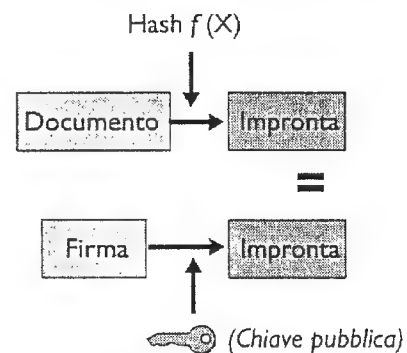 Hash f (X)
Documento Impronta
=
Firma Impronta
(Chiave pubblica)